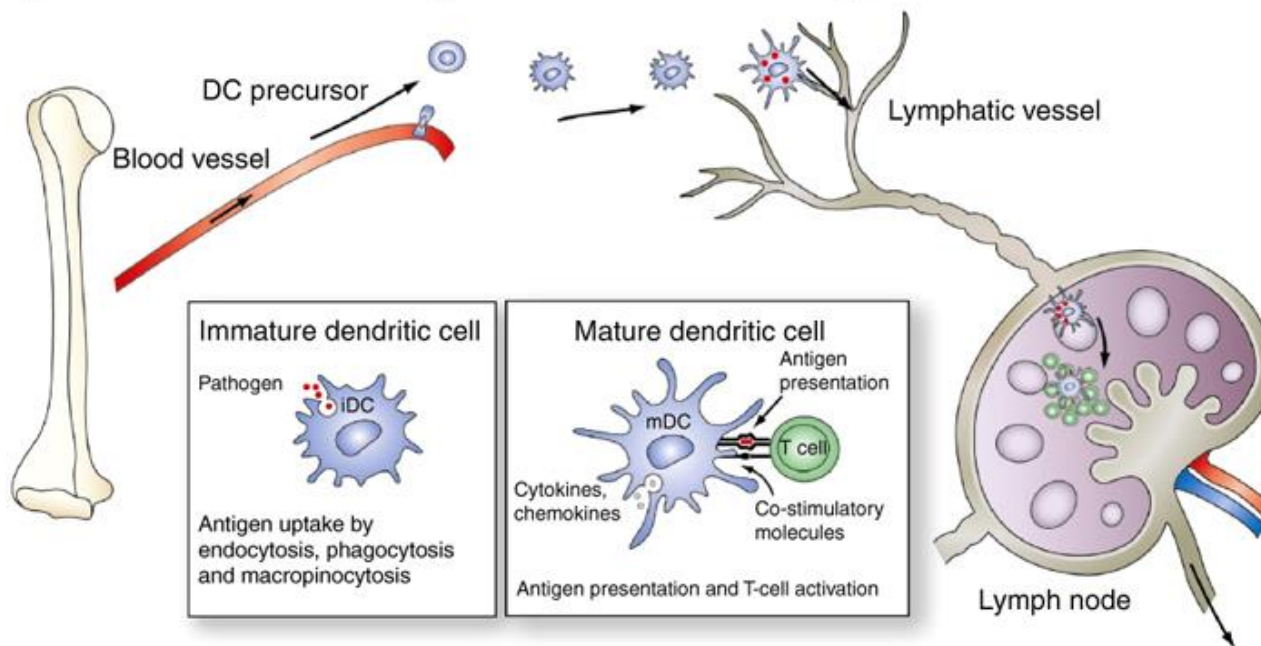 DC precursor
Blood vessel
Lymphatic vessel
Immature dendritic cell
Pathogen
iDC
Antigen uptake by
endocytosis, phagocytosis
and macropinocytosis
Mature dendritic cell
Antigen
presentation
mDC
T cell
Cytokines,
chemokines
Co-stimulatory
molecules
Antigen presentation and T-cell activation
Lymph node